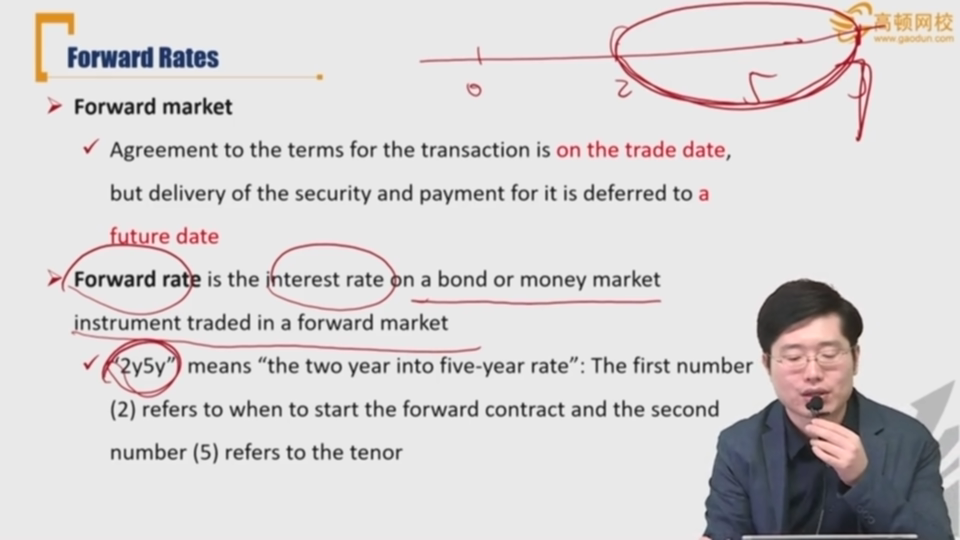 高顿网校
www.gaodun.com
Forward Rates
0
2
5
Forward market
Agreement to the terms for the transaction is on the trade date,
but delivery of the security and payment for it is deferred to a
future date
Forward rate is the interest rate on a bond or money market
instrument traded in a forward market
“2y5y” means “the two year into five-year rate”: The first number
(2) refers to when to start the forward contract and the second
number (5) refers to the tenor